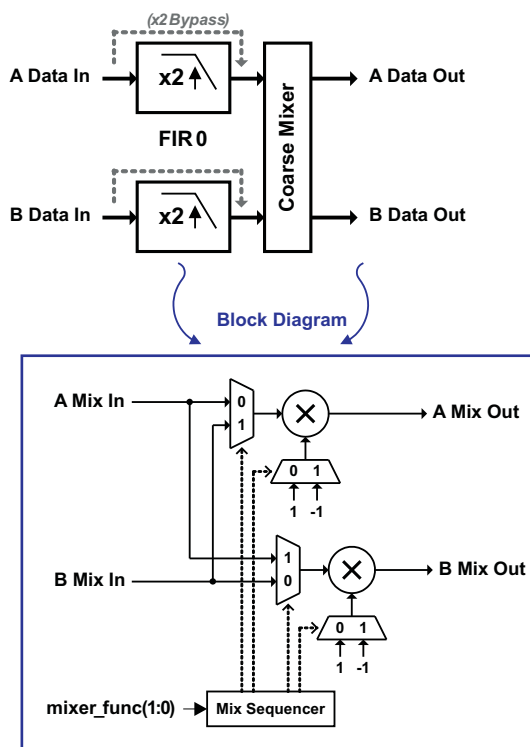 (x2 Bypass)
A Data In
x2
A Data Out
FIR 0
Coarse Mixer
B Data In
x2
B Data Out
Block Diagram
A Mix In
0
1
A Mix Out
0 1
1 -1
1
0
B Mix In
B Mix Out
0 1
1 -1
mixer_func(1:0)
Mix Sequencer